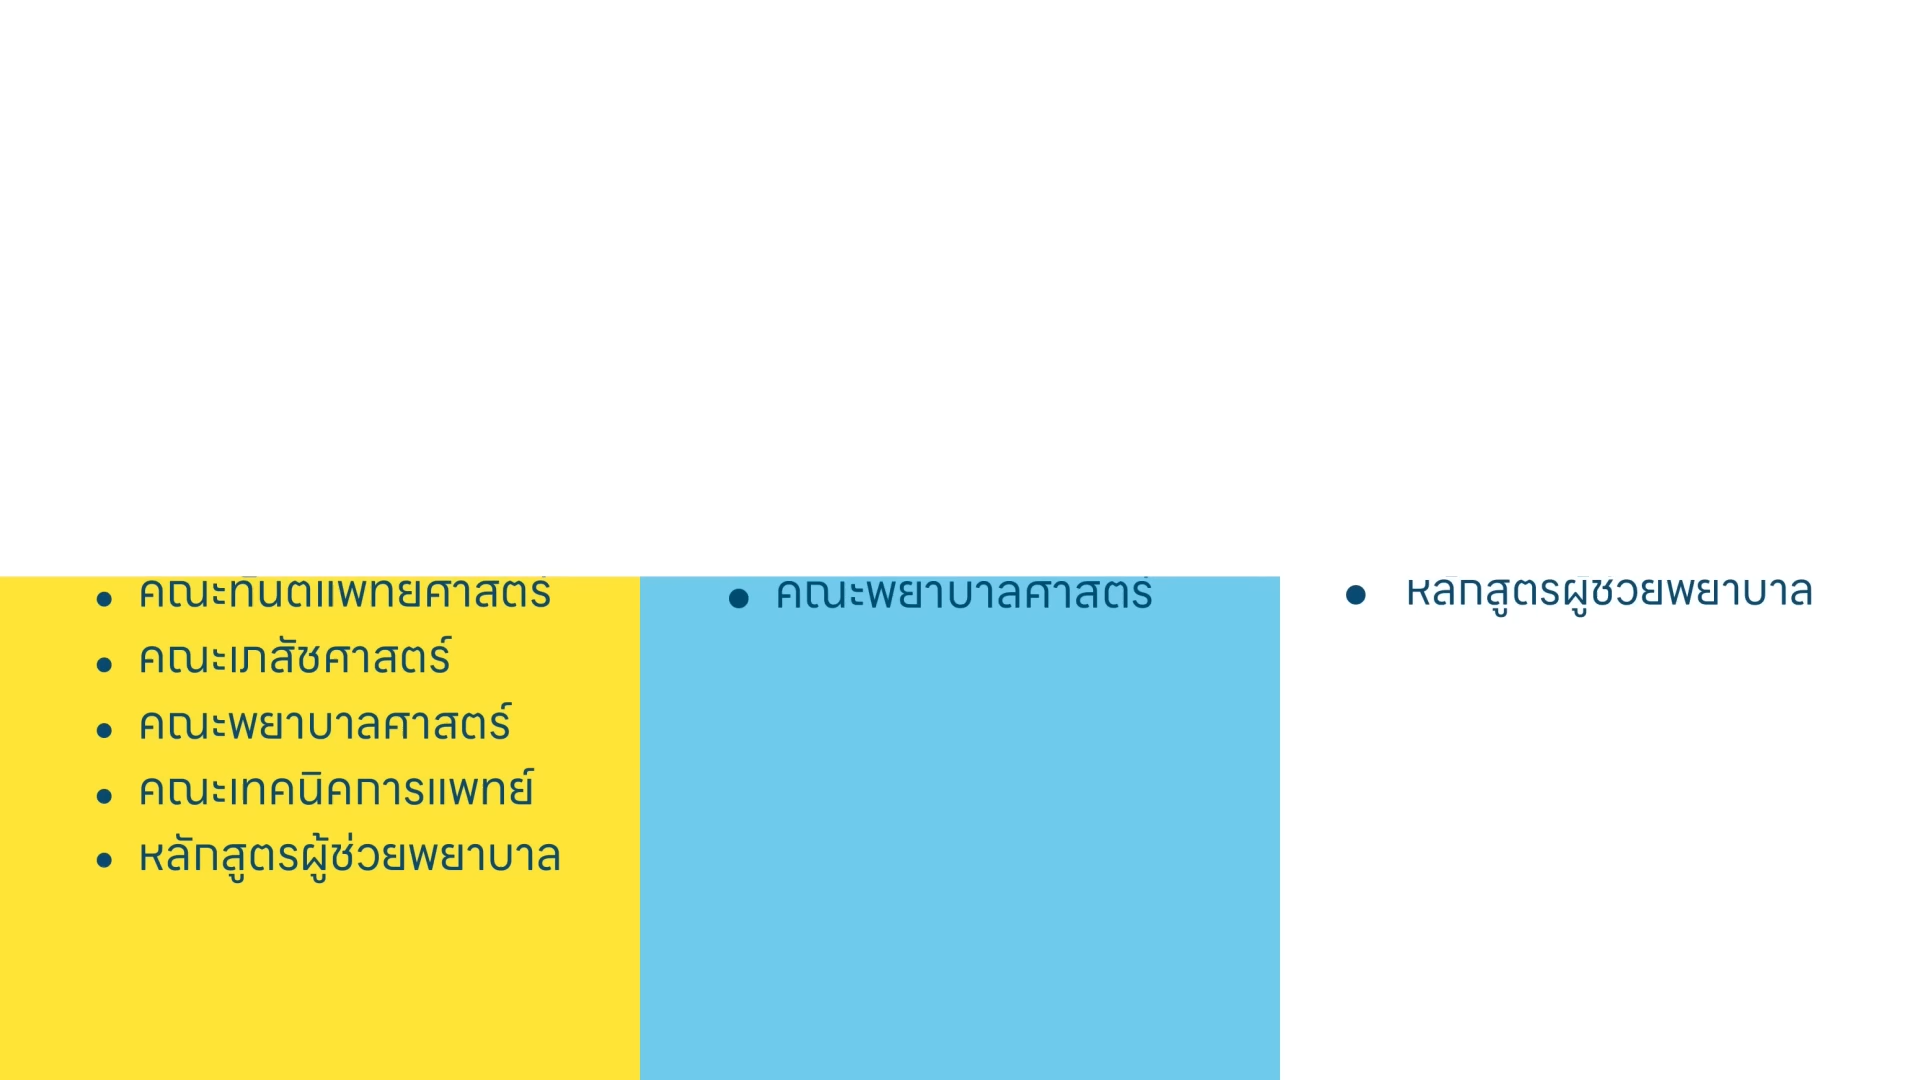 คณะทันตแพทยศาสตร์
คณะเภสัชศาสตร์
คณะพยาบาลศาสตร์
คณะเทคนิคการแพทย์
หลักสูตรผู้ช่วยพยาบาล
คณะพยาบาลศาสตร์
หลักสูตรผู้ช่วยพยาบาล